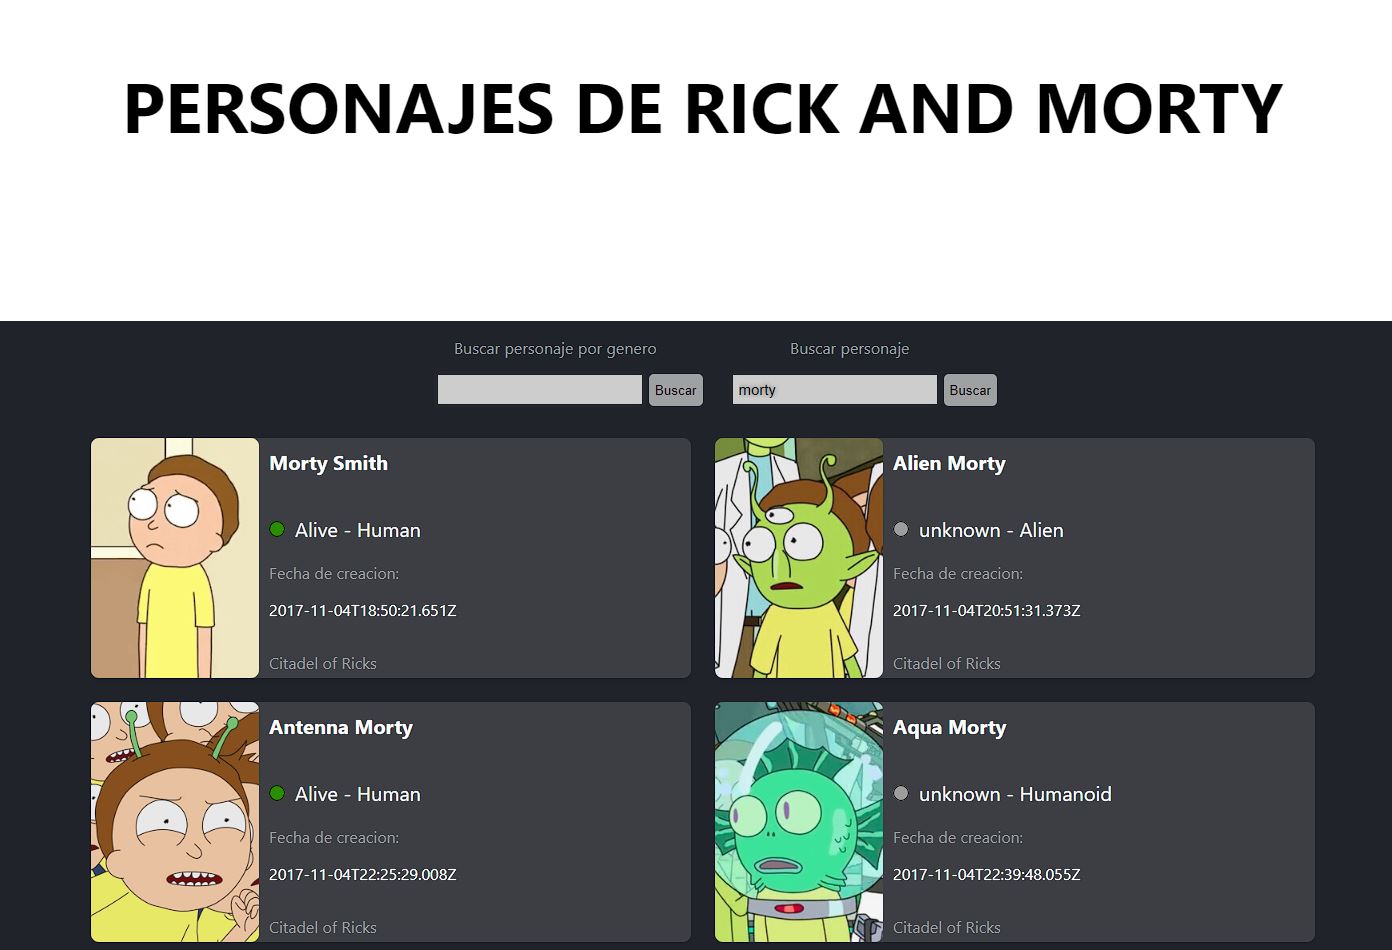 PERSONAJES DE RICK AND MORTY
Buscar personaje por genero
Buscar
Buscar personaje
morty
Buscar
Morty Smith
Alive - Human
Fecha de creacion:
2017-11-04T18:50:21.651Z
Citadel of Ricks
Alien Morty
unknown - Alien
Fecha de creacion:
2017-11-04T20:51:31.373Z
Citadel of Ricks
Antenna Morty
Alive - Human
Fecha de creacion:
2017-11-04T22:25:29.008Z
Citadel of Ricks
Aqua Morty
unknown - Humanoid
Fecha de creacion:
2017-11-04T22:39:48.055Z
Citadel of Ricks